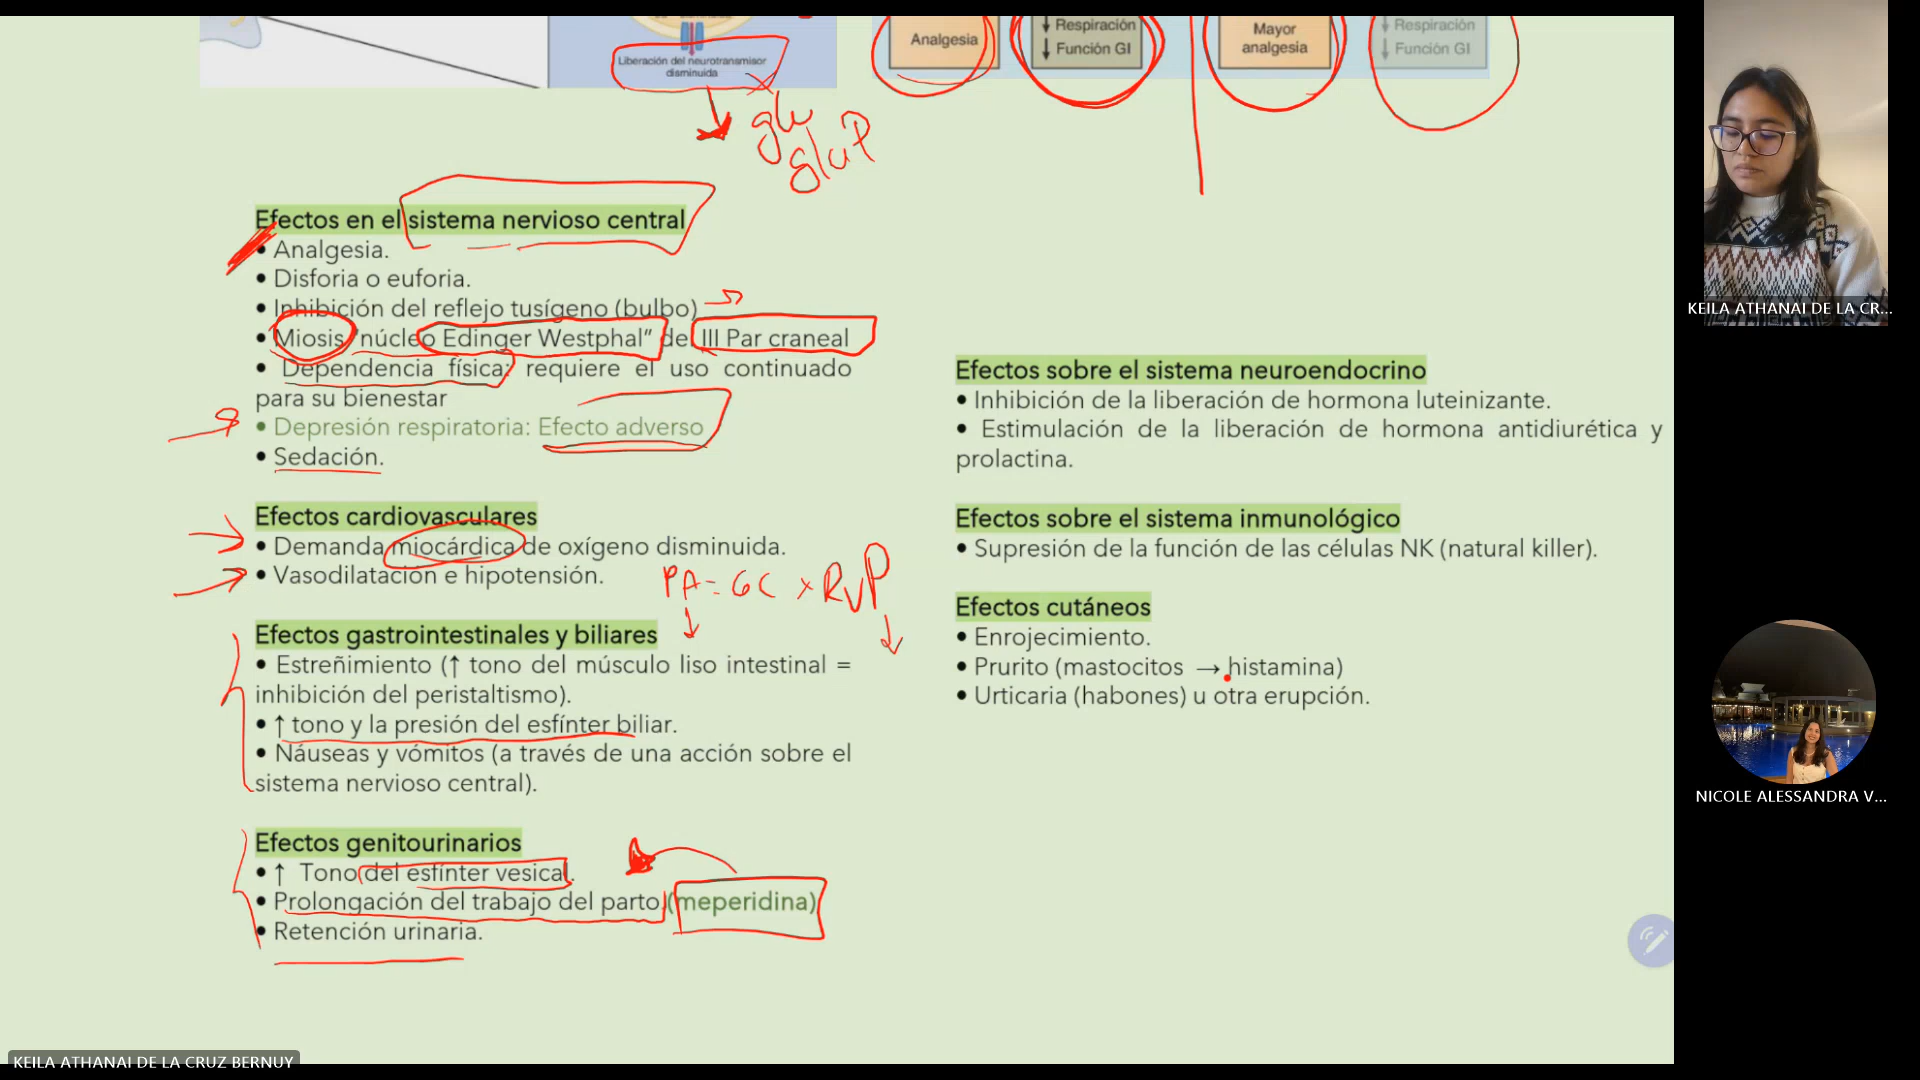 Liberación del neurotransmisor
disminuida
Analgesia
↓ Respiración
↓ Función GI
Mayor
analgesia
↓ Respiración
↓ Función GI
glu
gluP
Efectos en el sistema nervioso central
• Analgesia.
• Disforia o euforia.
• Inhibición del reflejo tusígeno (bulbo)
• Miosis núcleo Edinger Westphal” del III Par craneal
• Dependencia física: requiere el uso continuado
para su bienestar
• Depresión respiratoria: Efecto adverso
• Sedación.
Efectos cardiovasculares
• Demanda miocárdica de oxígeno disminuida.
• Vasodilatación e hipotensión.
PA = GC x RVP
Efectos gastrointestinales y biliares
• Estreñimiento (↑ tono del músculo liso intestinal =
inhibición del peristaltismo).
• ↑ tono y la presión del esfínter biliar.
• Náuseas y vómitos (a través de una acción sobre el
sistema nervioso central).
Efectos genitourinarios
• ↑ Tono del esfínter vesical.
• Prolongación del trabajo del parto (meperidina)
• Retención urinaria.
Efectos sobre el sistema neuroendocrino
• Inhibición de la liberación de hormona luteinizante.
• Estimulación de la liberación de hormona antidiurética y
prolactina.
Efectos sobre el sistema inmunológico
• Supresión de la función de las células NK (natural killer).
Efectos cutáneos
• Enrojecimiento.
• Prurito (mastocitos → histamina)
• Urticaria (habones) u otra erupción.
KEILA ATHANAI DE LA CR...
NICOLE ALESSANDRA V...
KEILA ATHANAI DE LA CRUZ BERNUY